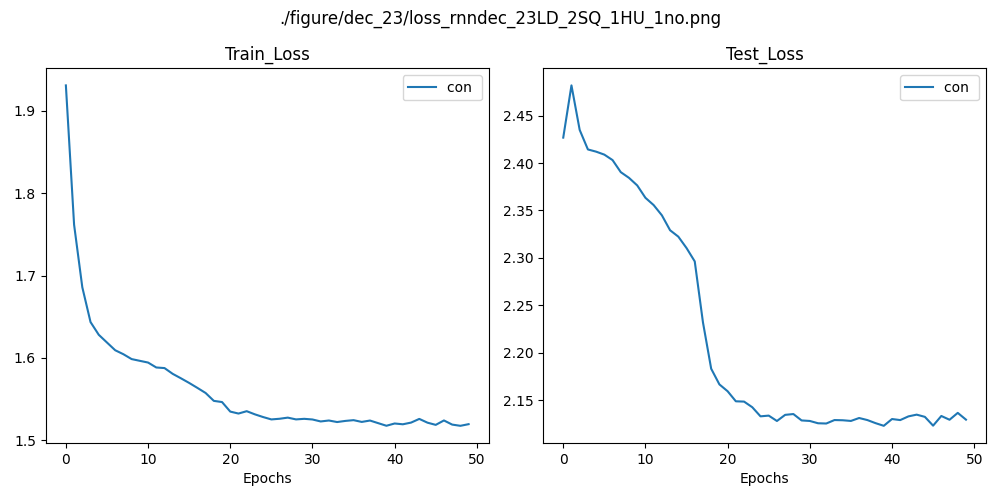 ./figure/dec_23/loss_rnndec_23LD_2SQ_1HU_1no.png
Train_Loss
con
1.9
1.8
1.7
1.6
1.5
0 10 20 30 40 50
Epochs
Test_Loss
con
2.45
2.40
2.35
2.30
2.25
2.20
2.15
0 10 20 30 40 50
Epochs